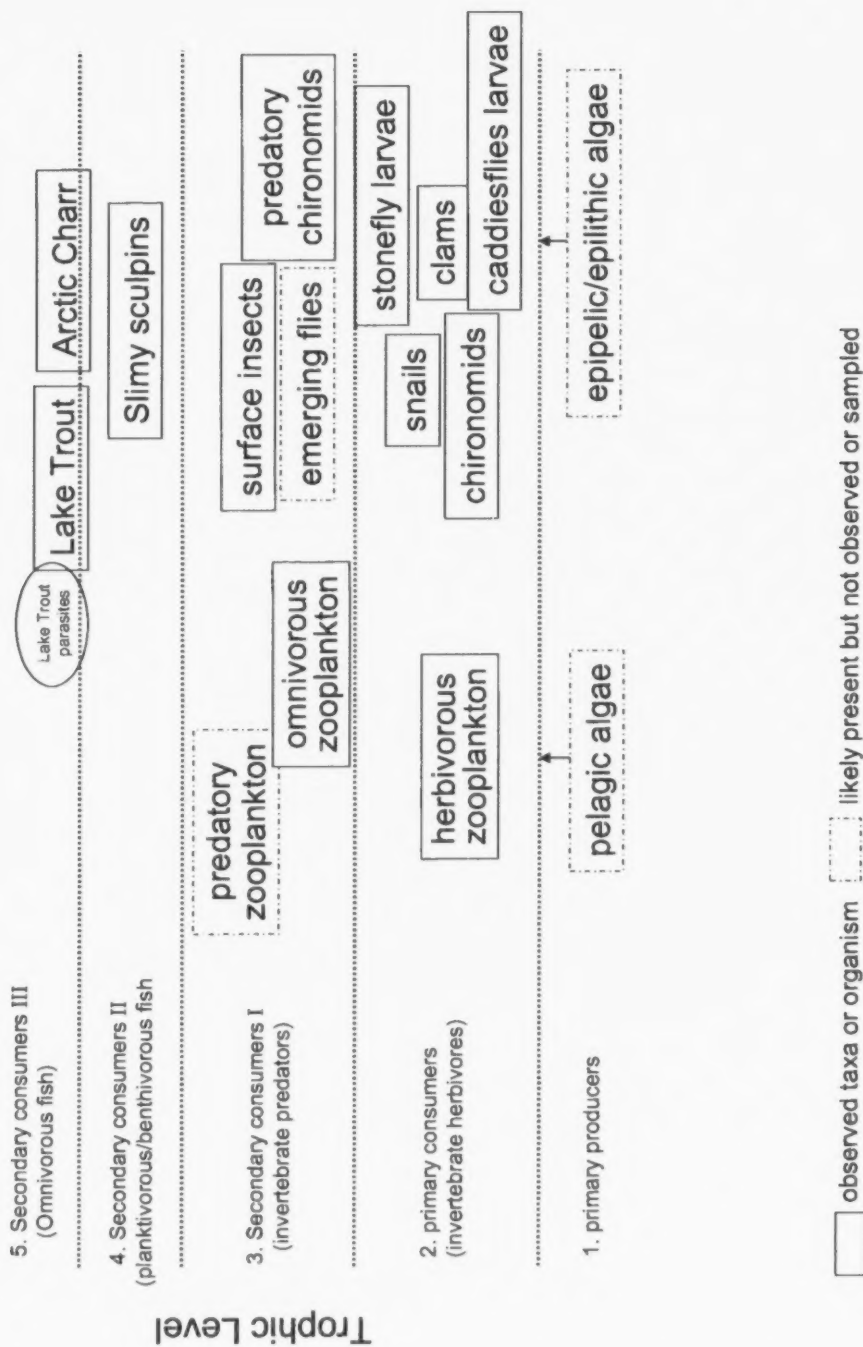 Trophic Level
5. Secondary consumers III
(Omnivorous fish)
Lake Trout
parasites
Lake Trout
Arctic Charr
4. Secondary consumers II
(planktivorous/benthivorous fish
Slimy sculpins
3. Secondary consumers I
(invertebrate predators)
predatory
zooplankton
omnivorous
zooplankton
surface insects
emerging flies
predatory
chironomids
2. primary consumers
(invertebrate herbivores)
herbivorous
zooplankton
snails
chironomids
stonefly larvae
clams
caddiesflies larvae
1. primary producers
pelagic algae
epipelic/epilithic algae
observed taxa or organism
likely present but not observed or sampled